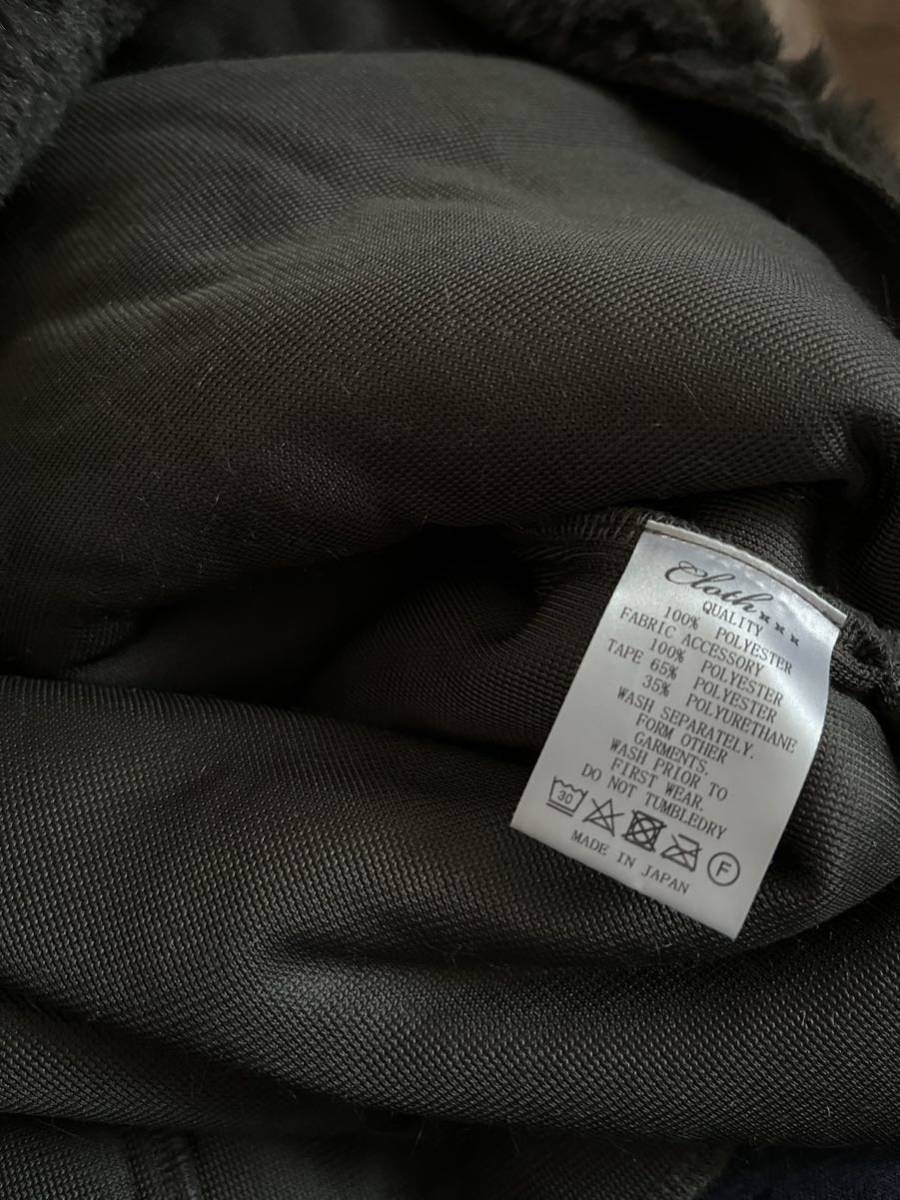 Cloth×××
QUALITY
100% POLYESTER
FABRIC ACCESSORY
100% POLYESTER
TAPE 65% POLYESTER
35% POLYURETHANE
WASH SEPARATELY.
FORM OTHER
GARMENTS.
WASH PRIOR TO
FIRST WEAR.
DO NOT TUMBLEDRY
30
F
MADE IN JAPAN